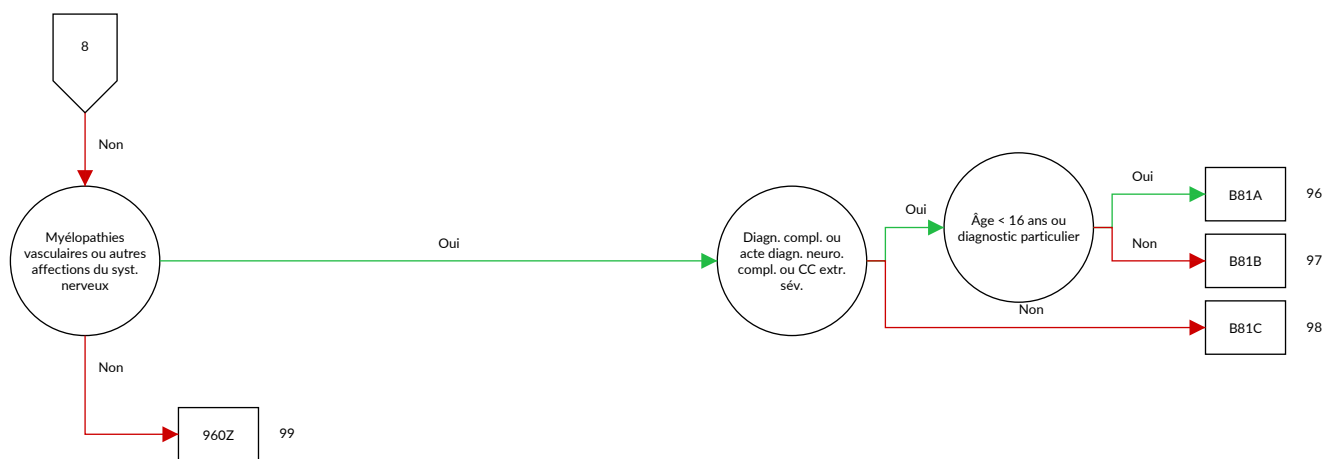 8
Non
Myélopathies
vasculaires ou autres
affections du syst.
nerveux
Oui
Diagn. compl. ou
acte diagn. neuro.
compl. ou CC extr.
sév.
Oui
Âge < 16 ans ou
diagnostic particulier
Oui
B81A
96
Non
B81B
97
Non
B81C
98
Non
960Z
99